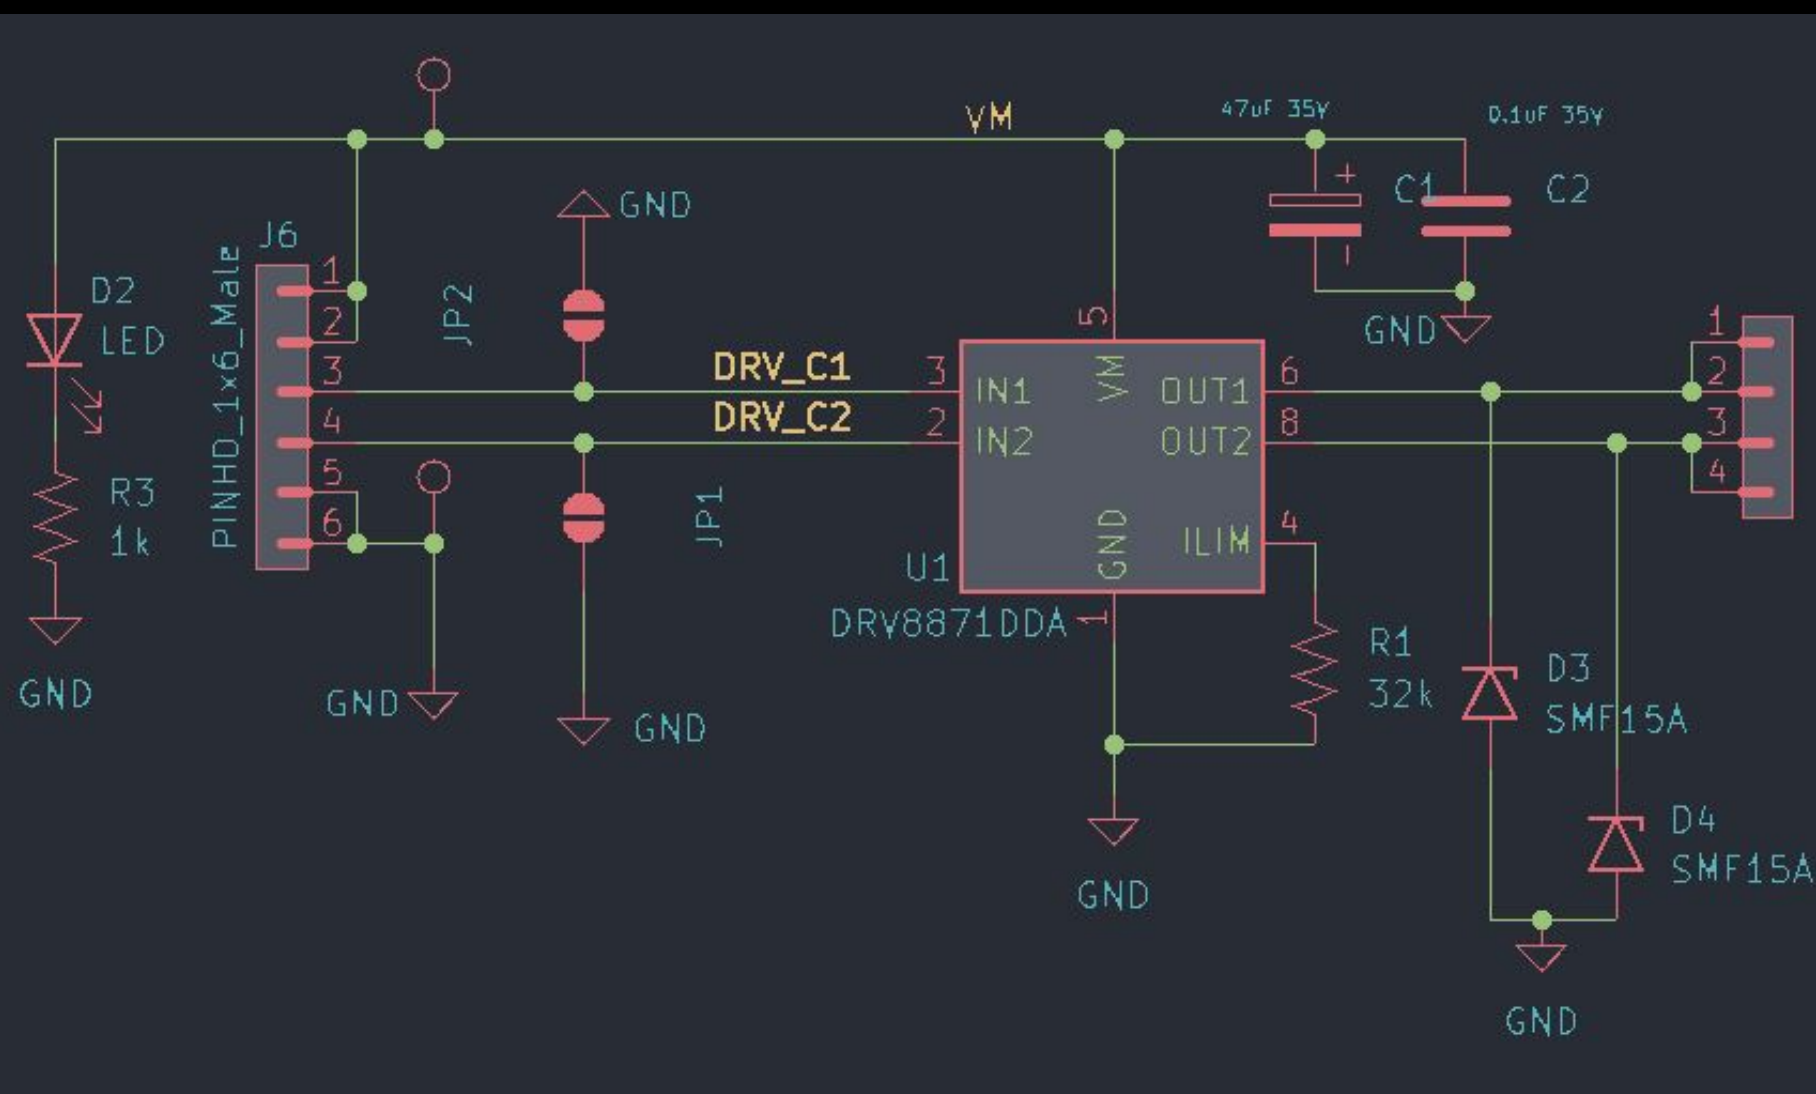 VM
47uF 35V
0.1uF 35V
C1
C2
GND
J6
PINHD_1x6_Male
1
2
3
4
5
6
D2
LED
R3
1k
GND
GND
JP2
JP1
GND
DRV_C1
DRV_C2
3
2
5
1
6
8
4
IN1
IN2
VM
GND
OUT1
OUT2
ILIM
U1
DRV8871DDA
GND
R1
32k
GND
1
2
3
4
D3
SMF15A
D4
SMF15A
GND